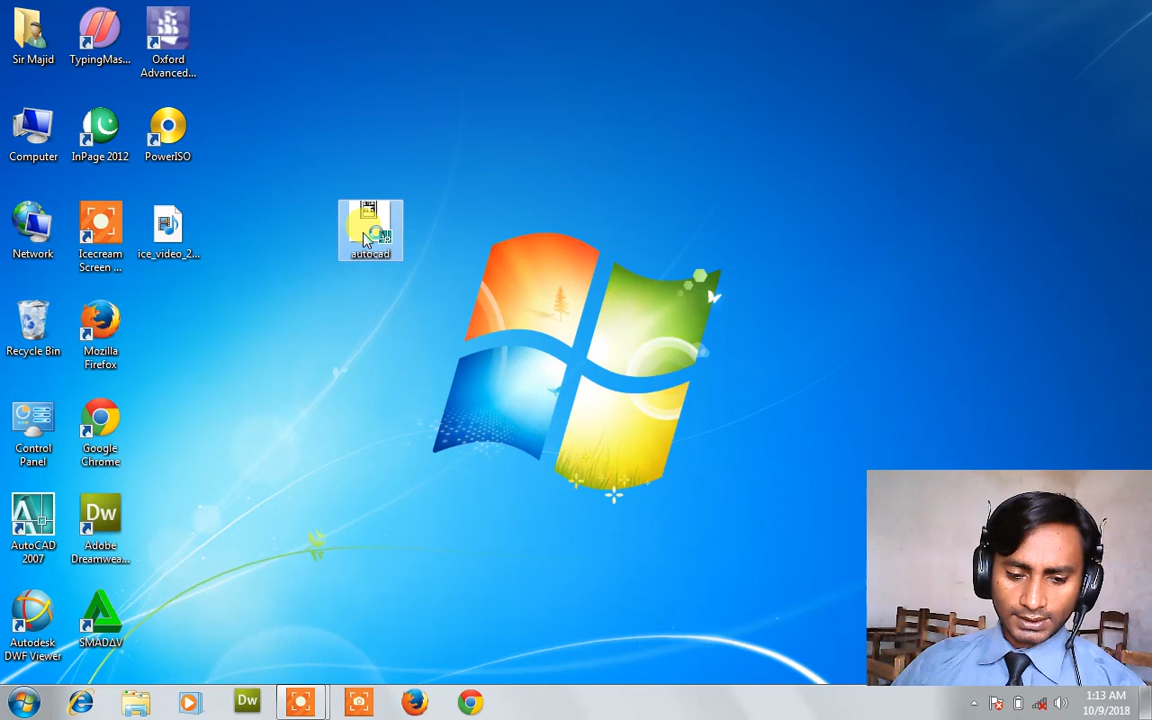 Sir Majid
TypingMas...
Oxford
Advanced...
Computer
InPage 2012
PowerISO
Network
Icecream
Screen ...
ice_video_2...
autocad
Recycle Bin
Mozilla
Firefox
Control
Panel
Google
Chrome
AutoCAD
2007
Dw
Adobe
Dreamwea...
Autodesk
DWF Viewer
SMADΔV
Dw
1:13 AM
10/9/2018